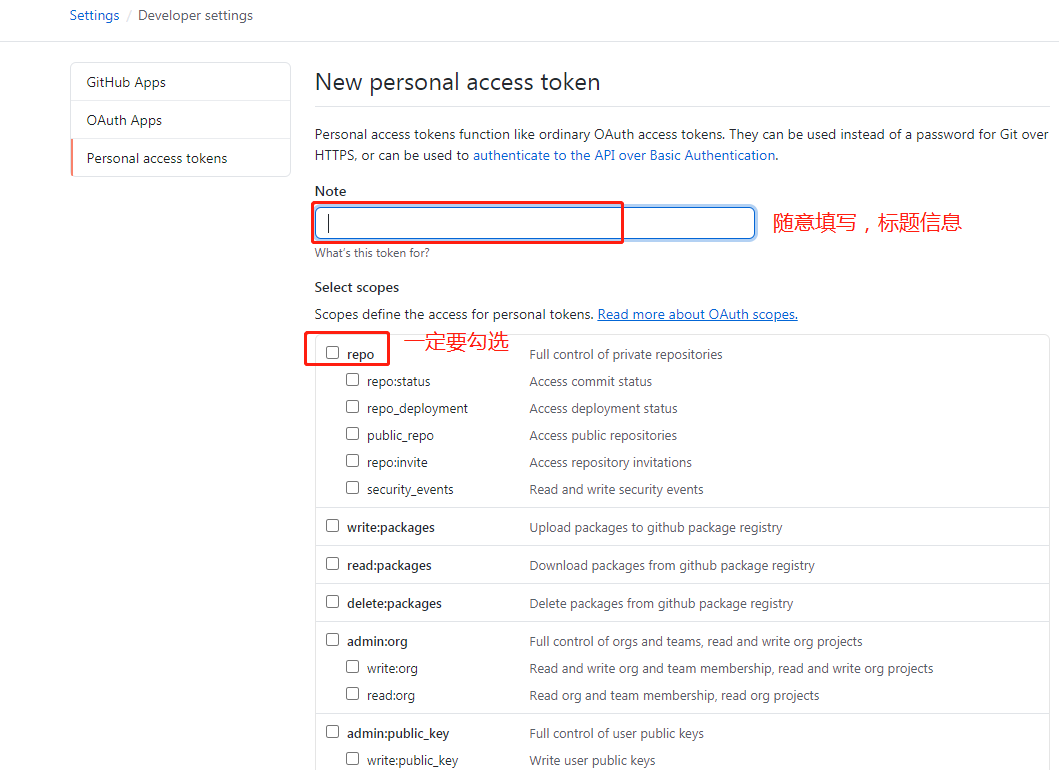 Settings / Developer settings
GitHub Apps
OAuth Apps
Personal access tokens
New personal access token
Personal access tokens function like ordinary OAuth access tokens. They can be used instead of a password for Git over
HTTPS, or can be used to authenticate to the API over Basic Authentication.
Note
随意填写，标题信息
What's this token for?
Select scopes
Scopes define the access for personal tokens. Read more about OAuth scopes.
一定要勾选
repo Full control of private repositories
repo:status Access commit status
repo_deployment Access deployment status
public_repo Access public repositories
repo:invite Access repository invitations
security_events Read and write security events
write:packages Upload packages to github package registry
read:packages Download packages from github package registry
delete:packages Delete packages from github package registry
admin:org Full control of orgs and teams, read and write org projects
write:org Read and write org and team membership, read and write org projects
read:org Read org and team membership, read org projects
admin:public_key Full control of user public keys
write:public_key Write user public keys